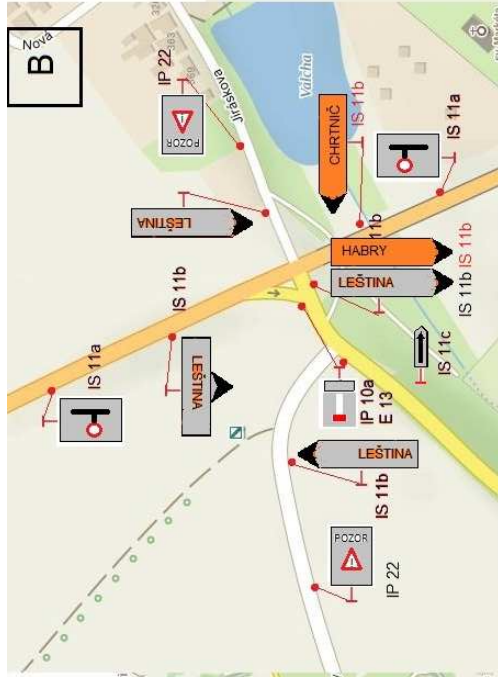 B
Nová
363
IP 22
POZOR
Jiráskova
Valcha
LEŠTINA
IS 11b
IS 11a
LEŠTINA
CHRTNIČ
IS 11b
IS 11a
11b
HABRY
LEŠTINA
IS 11b
IS 11b
IS 11c
IP 10a
E 13
LEŠTINA
IS 11b
POZOR
IP 22